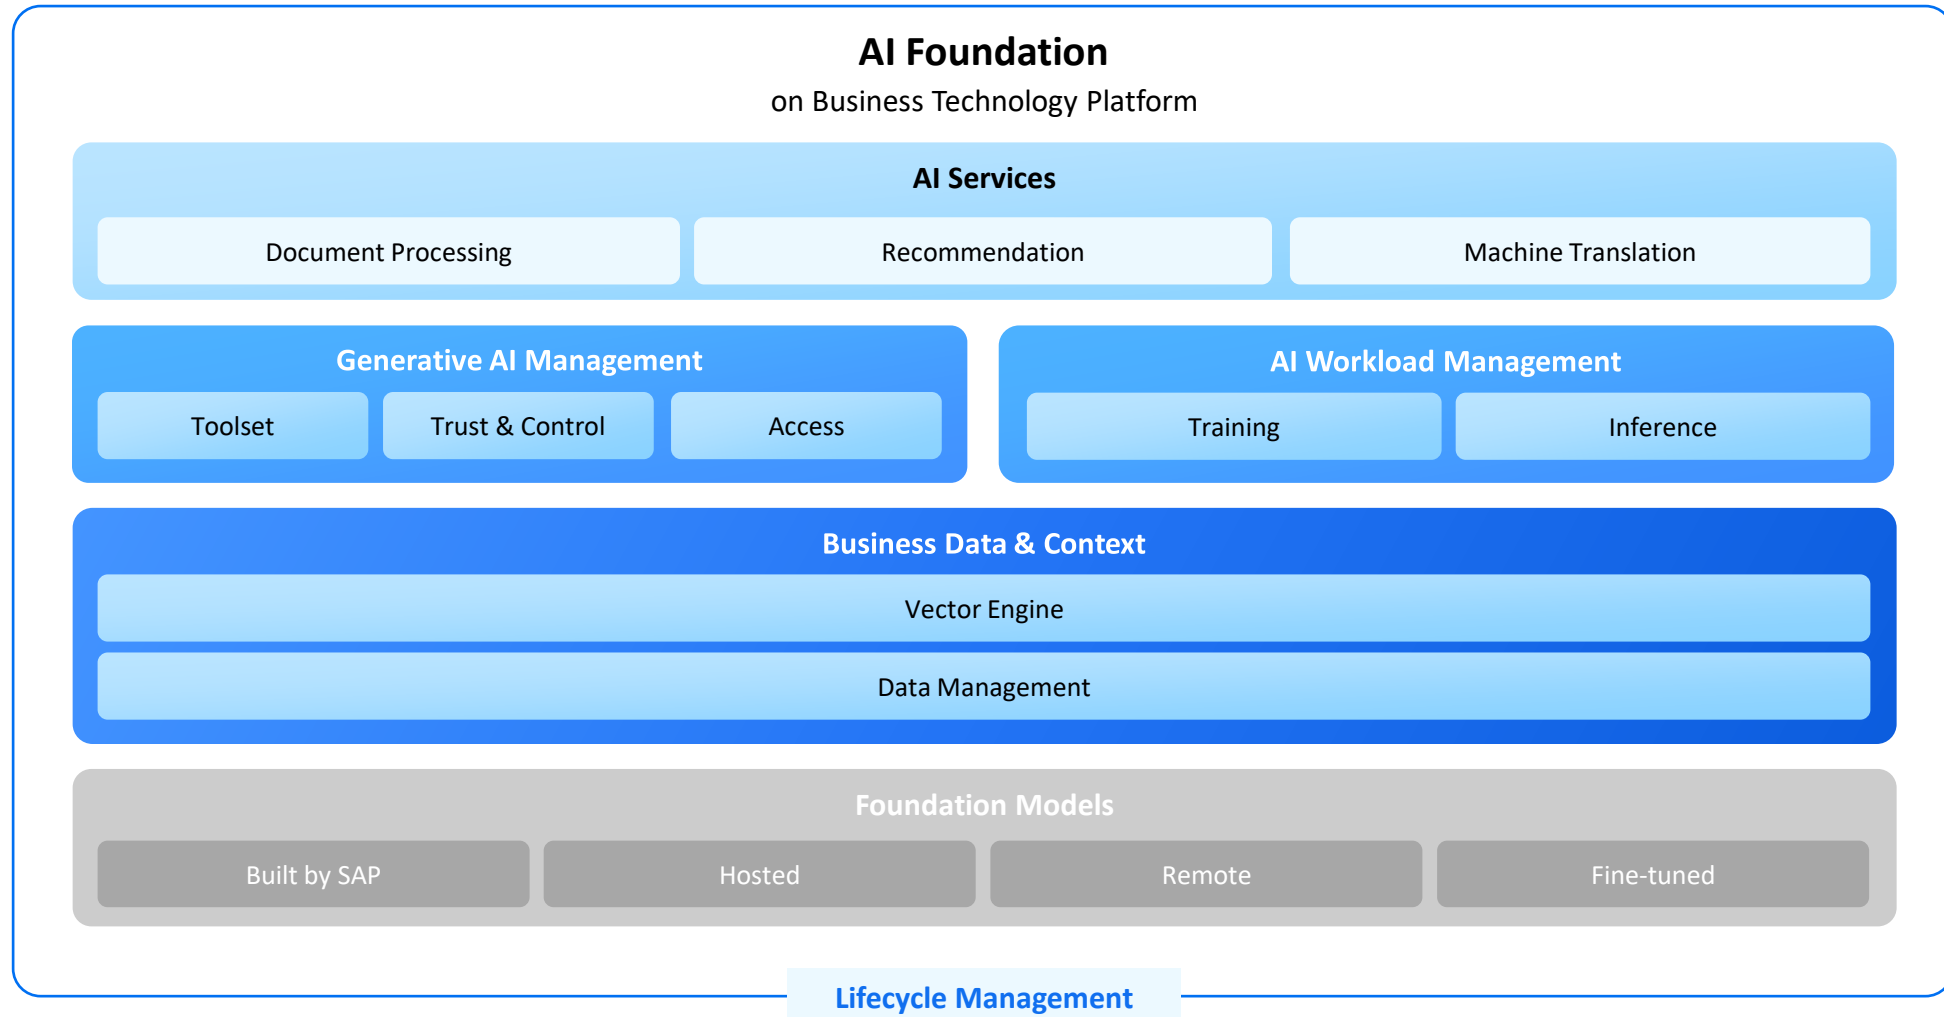 AI Foundation
on Business Technology Platform
AI Services
Document Processing
Recommendation
Machine Translation
Generative AI Management
Toolset
Trust & Control
Access
AI Workload Management
Training
Inference
Business Data & Context
Vector Engine
Data Management
Foundation Models
Built by SAP
Hosted
Remote
Fine-tuned
Lifecycle Management